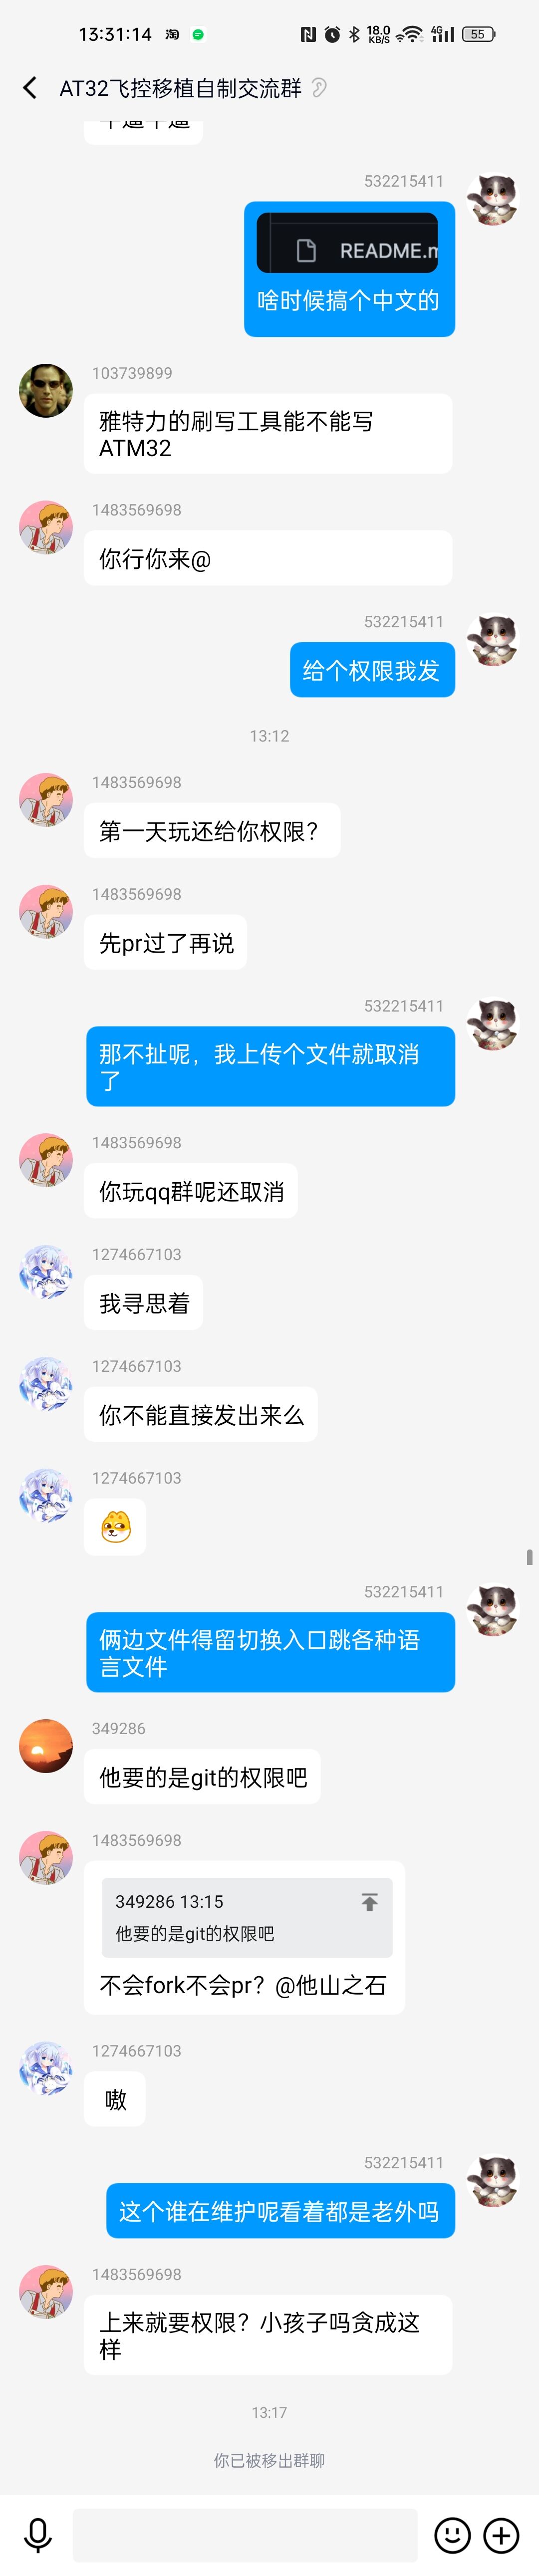 13:31:14 淘 18.0 KB/S 4G 55
AT32飞控移植自制交流群
532215411
README.m
啥时候搞个中文的
103739899
雅特力的刷写工具能不能写
ATM32
1483569698
你行你来@
532215411
给个权限我发
13:12
1483569698
第一天玩还给你权限？
1483569698
先pr过了再说
532215411
那不扯呢，我上传个文件就取消
了
1483569698
你玩qq群呢还取消
1274667103
我寻思着
1274667103
你不能直接发出来么
1274667103
532215411
俩边文件得留切换入口跳各种语
言文件
349286
他要的是git的权限吧
1483569698
349286 13:15
他要的是git的权限吧
不会fork不会pr？@他山之石
1274667103
嗷
532215411
这个谁在维护呢看着都是老外吗
1483569698
上来就要权限？小孩子吗贪成这
样
13:17
你已被移出群聊